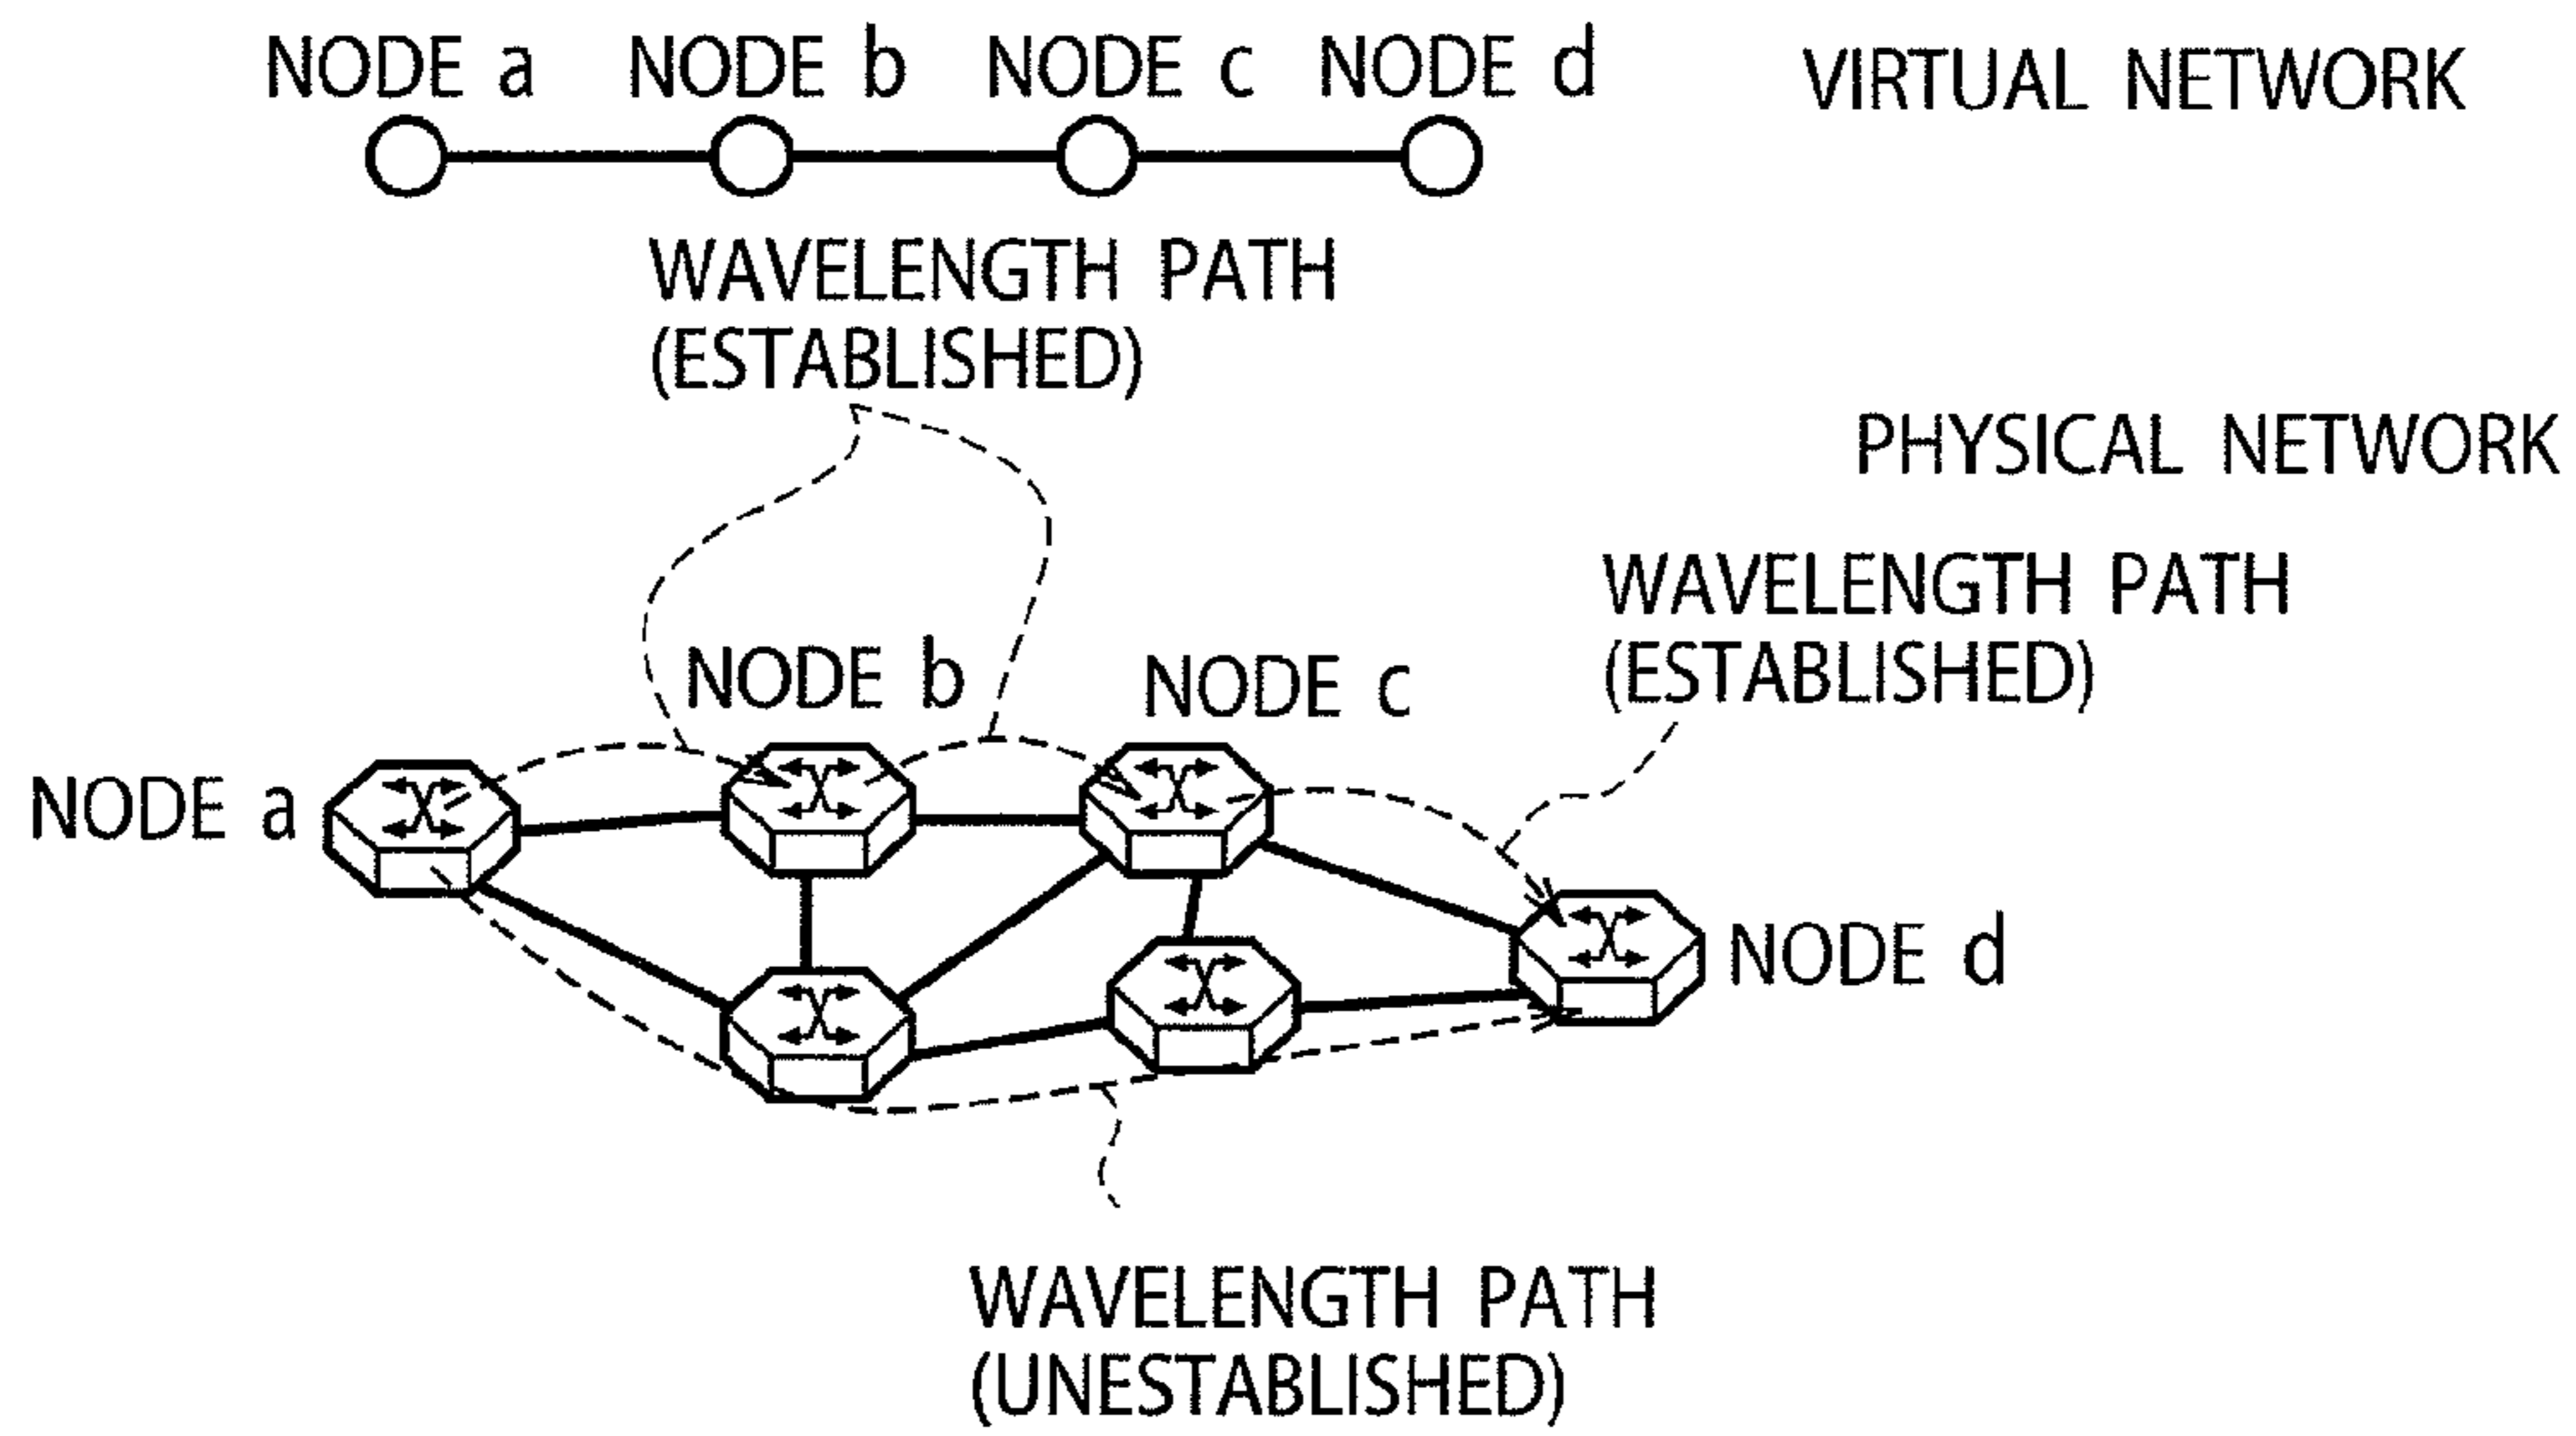 NODE a NODE b NODE c NODE d VIRTUAL NETWORK
WAVELENGTH PATH
(ESTABLISHED)
PHYSICAL NETWORK
WAVELENGTH PATH
(ESTABLISHED)
NODE b NODE c
NODE a
NODE d
WAVELENGTH PATH
(UNESTABLISHED)